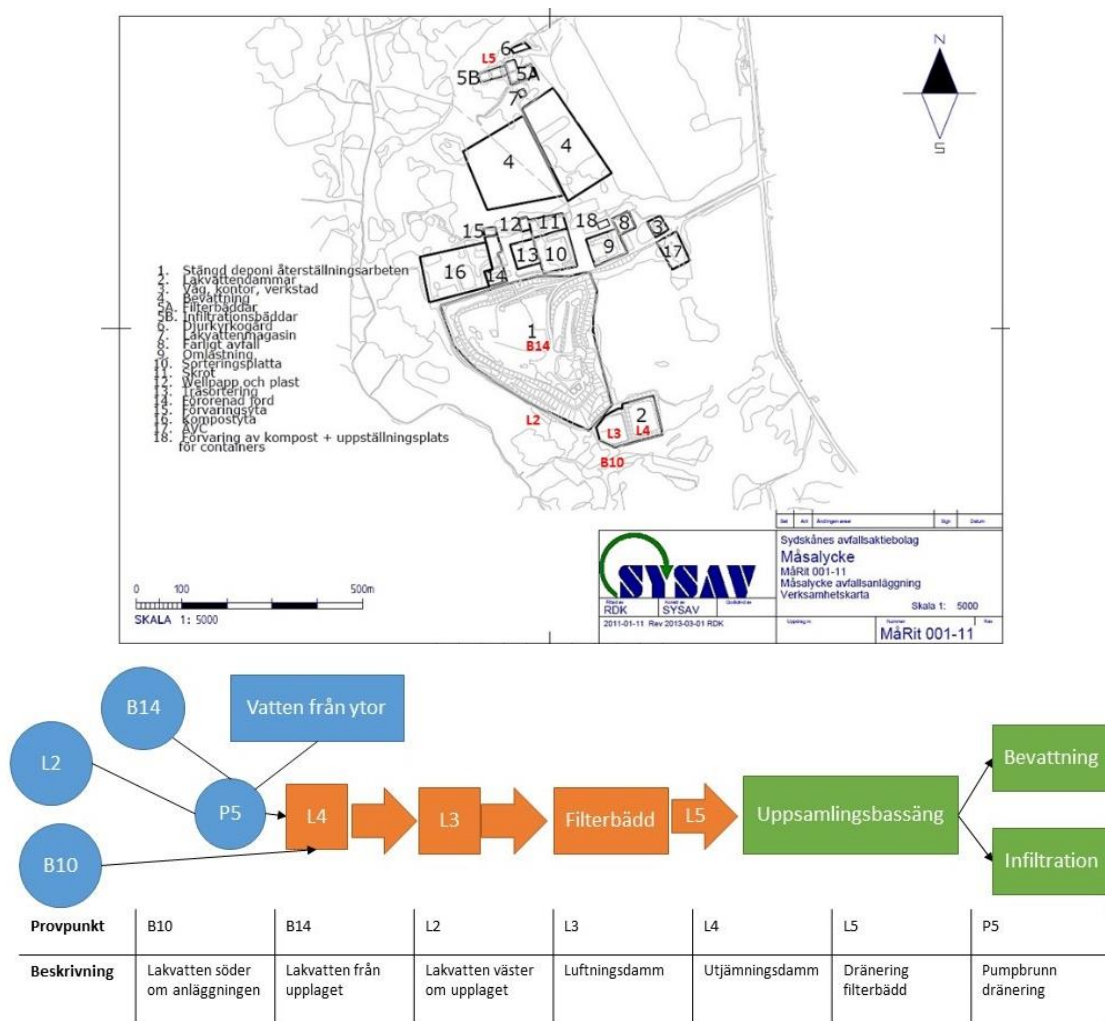 N
S
6
L5
5B
5A
7
4
4
12
11
18
8
3
15
13
10
9
17
16
14
1
B14
L2
2
L3
L4
B10
1. Stängd deponi återställningsarbeten
2. Lakvattendammar
3. Våg, kontor, verkstad
4. Bevattning
5A. Filterbäddar
5B. Infiltrationsbäddar
6. Djurkyrkogård
7. Lakvattenmagasin
8. Farligt avfall
9. Omlastning
10. Sorteringsplatta
11. Skrot
12. Wellpapp och plast
13. Träsortering
14. Förorenad jord
15. Förvaringsyta
16. Kompostyta
17. ÅVC
18. Förvaring av kompost + uppställningsplats
för containers
0 100 500m
SKALA 1: 5000
SYSAV
RDK
SYSAV
2011-01-11 Rev 2013-03-01 RDK
Sign Datum
Sydskånes avfallsaktiebolag
Måsalycke
MåRit 001-11
Måsalycke avfallsanläggning
Verksamhetskarta
Skala 1: 5000
MåRit 001-11
B14
Vatten från ytor
L2
P5
L4
L3
Filterbädd
L5
Uppsamlingsbassäng
Bevattning
B10
Infiltration
Provpunkt B10 B14 L2 L3 L4 L5 P5
Beskrivning Lakvatten söder om anläggningen Lakvatten från upplaget Lakvatten väster om upplaget Luftningsdamm Utjämningsdamm Dränering filterbädd Pumpbrunn dränering